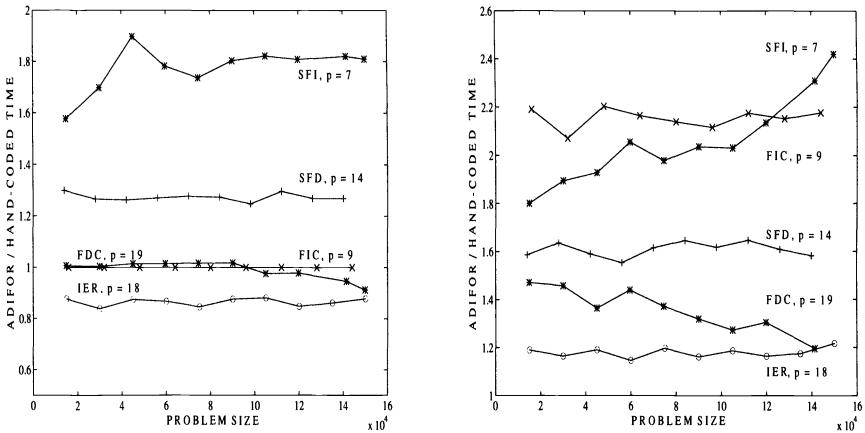 2
1.8
1.6
1.4
1.2
1
0.8
0.6
ADIFOR / HAND-CODED TIME
SFI, p = 7
SFD, p = 14
FDC, p = 19
FIC, p = 9
IER, p = 18
0 2 4 6 8 10 12 14 16
PROBLEM SIZE
x 10^4
2.6
2.4
2.2
2
1.8
1.6
1.4
1.2
1
ADIFOR / HAND-CODED TIME
SFI, p = 7
FIC, p = 9
SFD, p = 14
FDC, p = 19
IER, p = 18
0 2 4 6 8 10 12 14 16
PROBLEM SIZE
x 10^4